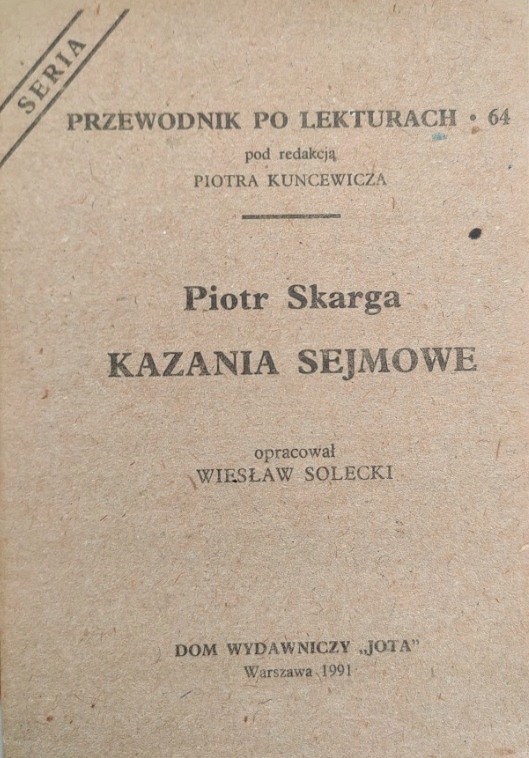 SERIA
PRZEWODNIK PO LEKTURACH • 64
pod redakcją
PIOTRA KUNCEWICZA
Piotr Skarga
KAZANIA SEJMOWE
opracował
WIESŁAW SOLECKI
DOM WYDAWNICZY „JOTA”
Warszawa 1991